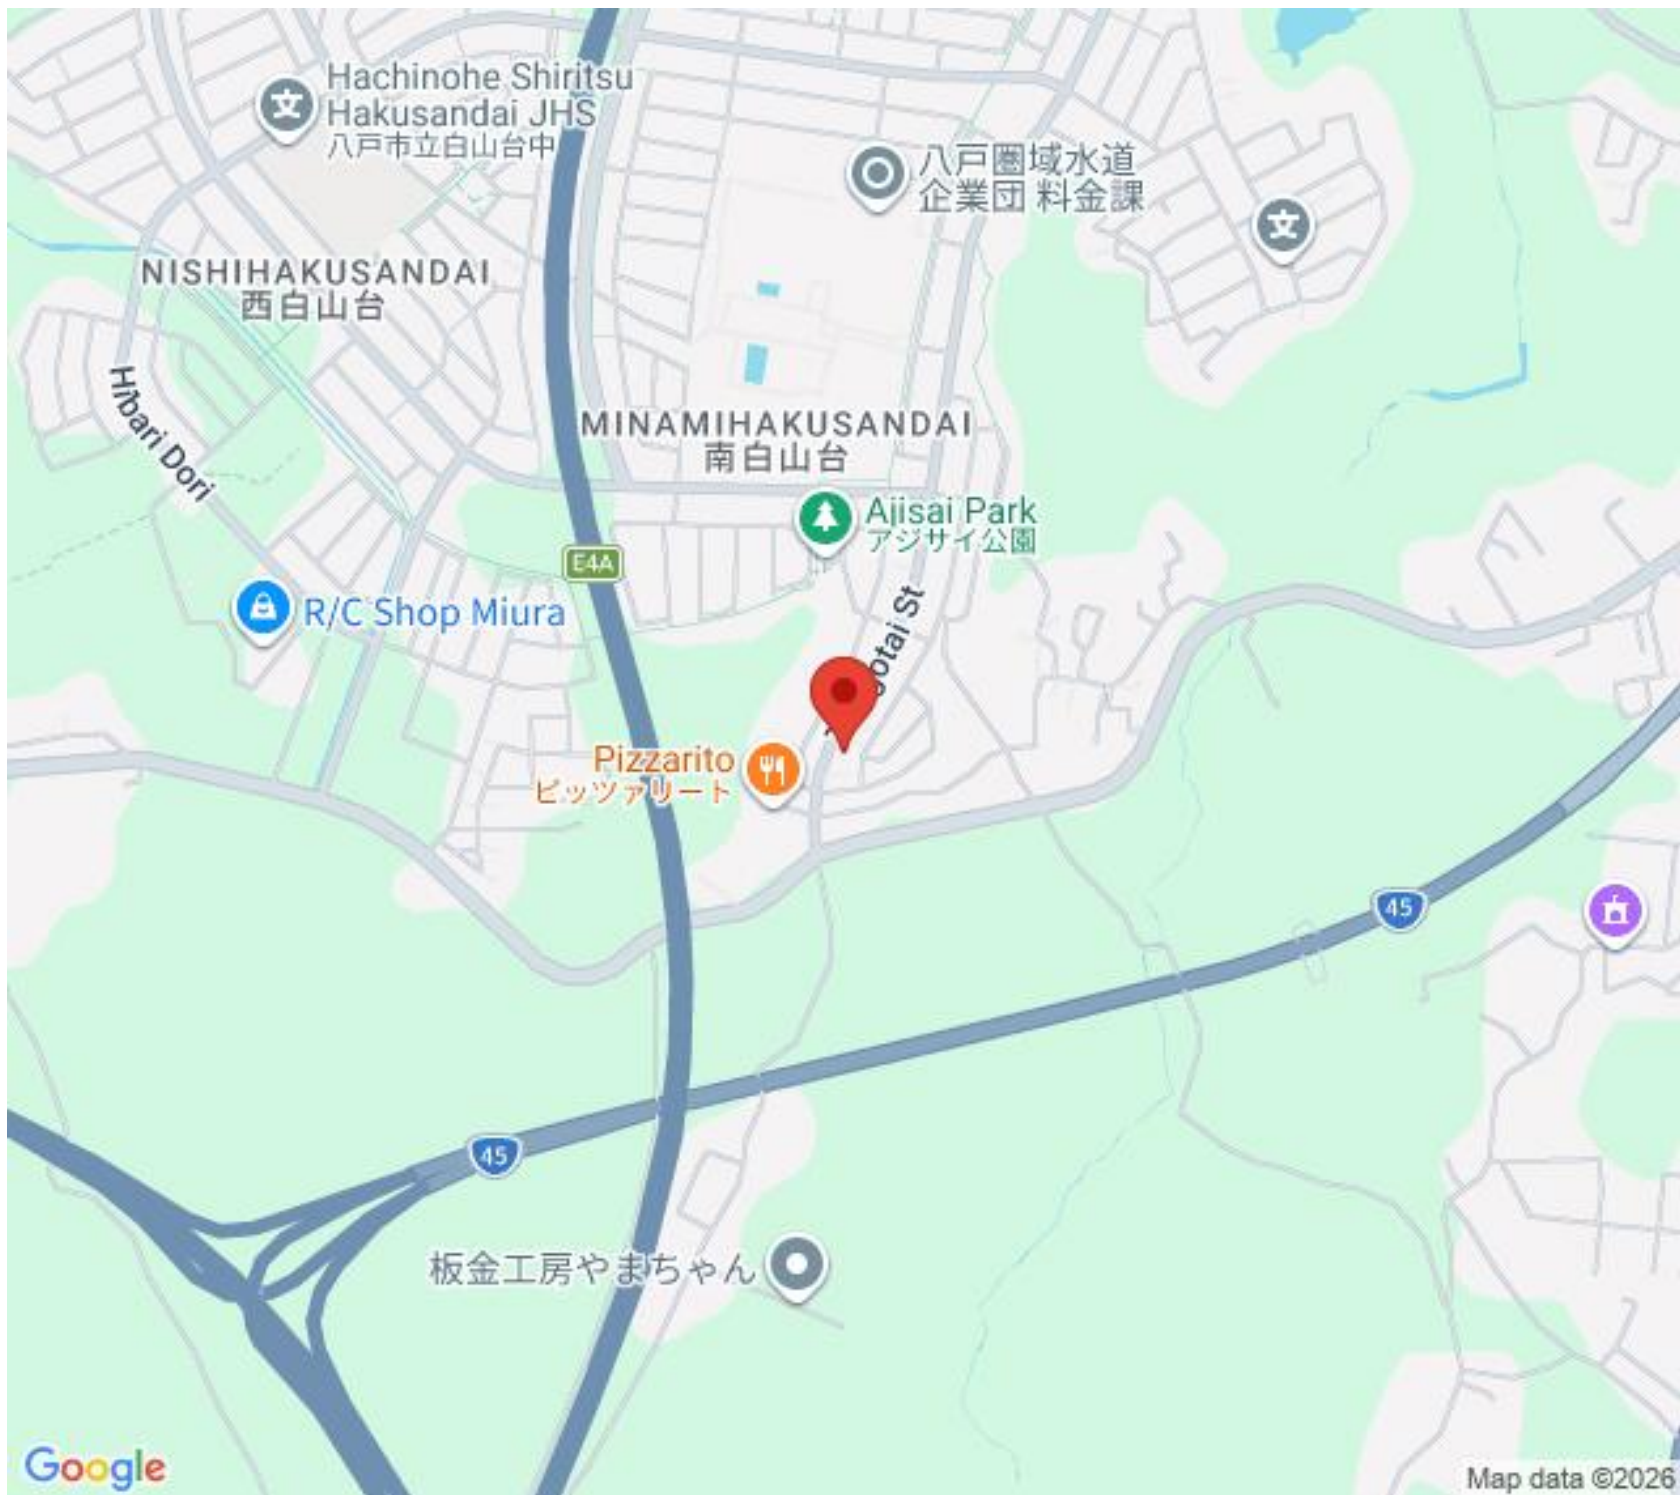 Hachinohe Shiritsu
Hakusandai JHS
八戸市立白山台中
八戸圏域水道
企業団 料金課
NISHIHAKUSANDAI
西白山台
Hibari Dori
MINAMIHAKUSANDAI
南白山台
Ajisai Park
アジサイ公園
E4A
R/C Shop Miura
St
Pizzarito
ピッツァリート
45
45
板金工房やまちゃん
Google
Map data ©2026